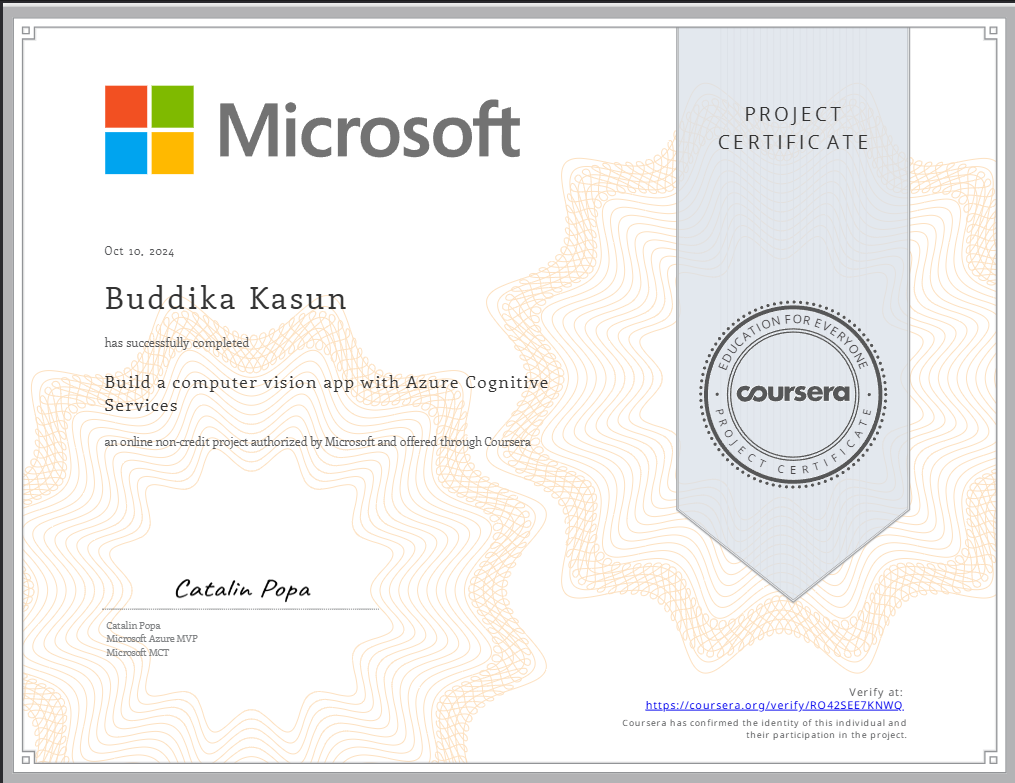 Microsoft
PROJECT
CERTIFICATE
Oct 10, 2024
Buddika Kasun
has successfully completed
Build a computer vision app with Azure Cognitive
Services
an online non-credit project authorized by Microsoft and offered through Coursera
EDUCATION FOR EVERYONE
coursera
PROJECT CERTIFICATE
Catalin Popa
Catalin Popa
Microsoft Azure MVP
Microsoft MCT
Verify at:
https://coursera.org/verify/RO42SEE7KNWQ
Coursera has confirmed the identity of this individual and
their participation in the project.